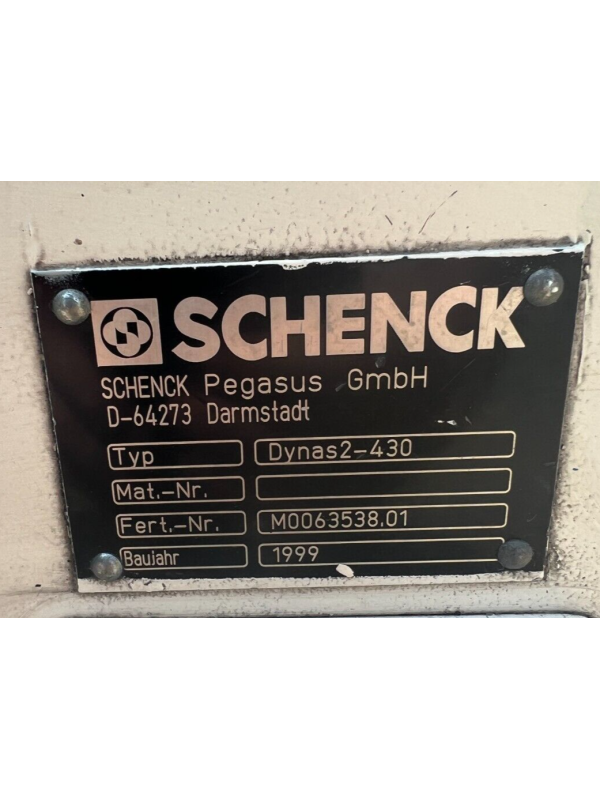 SCHENCK
SCHENCK Pegasus GmbH
D-64273 Darmstadt
Typ Dynas2-430
Mat.-Nr.
Fert.-Nr. M0063538.01
Baujahr 1999